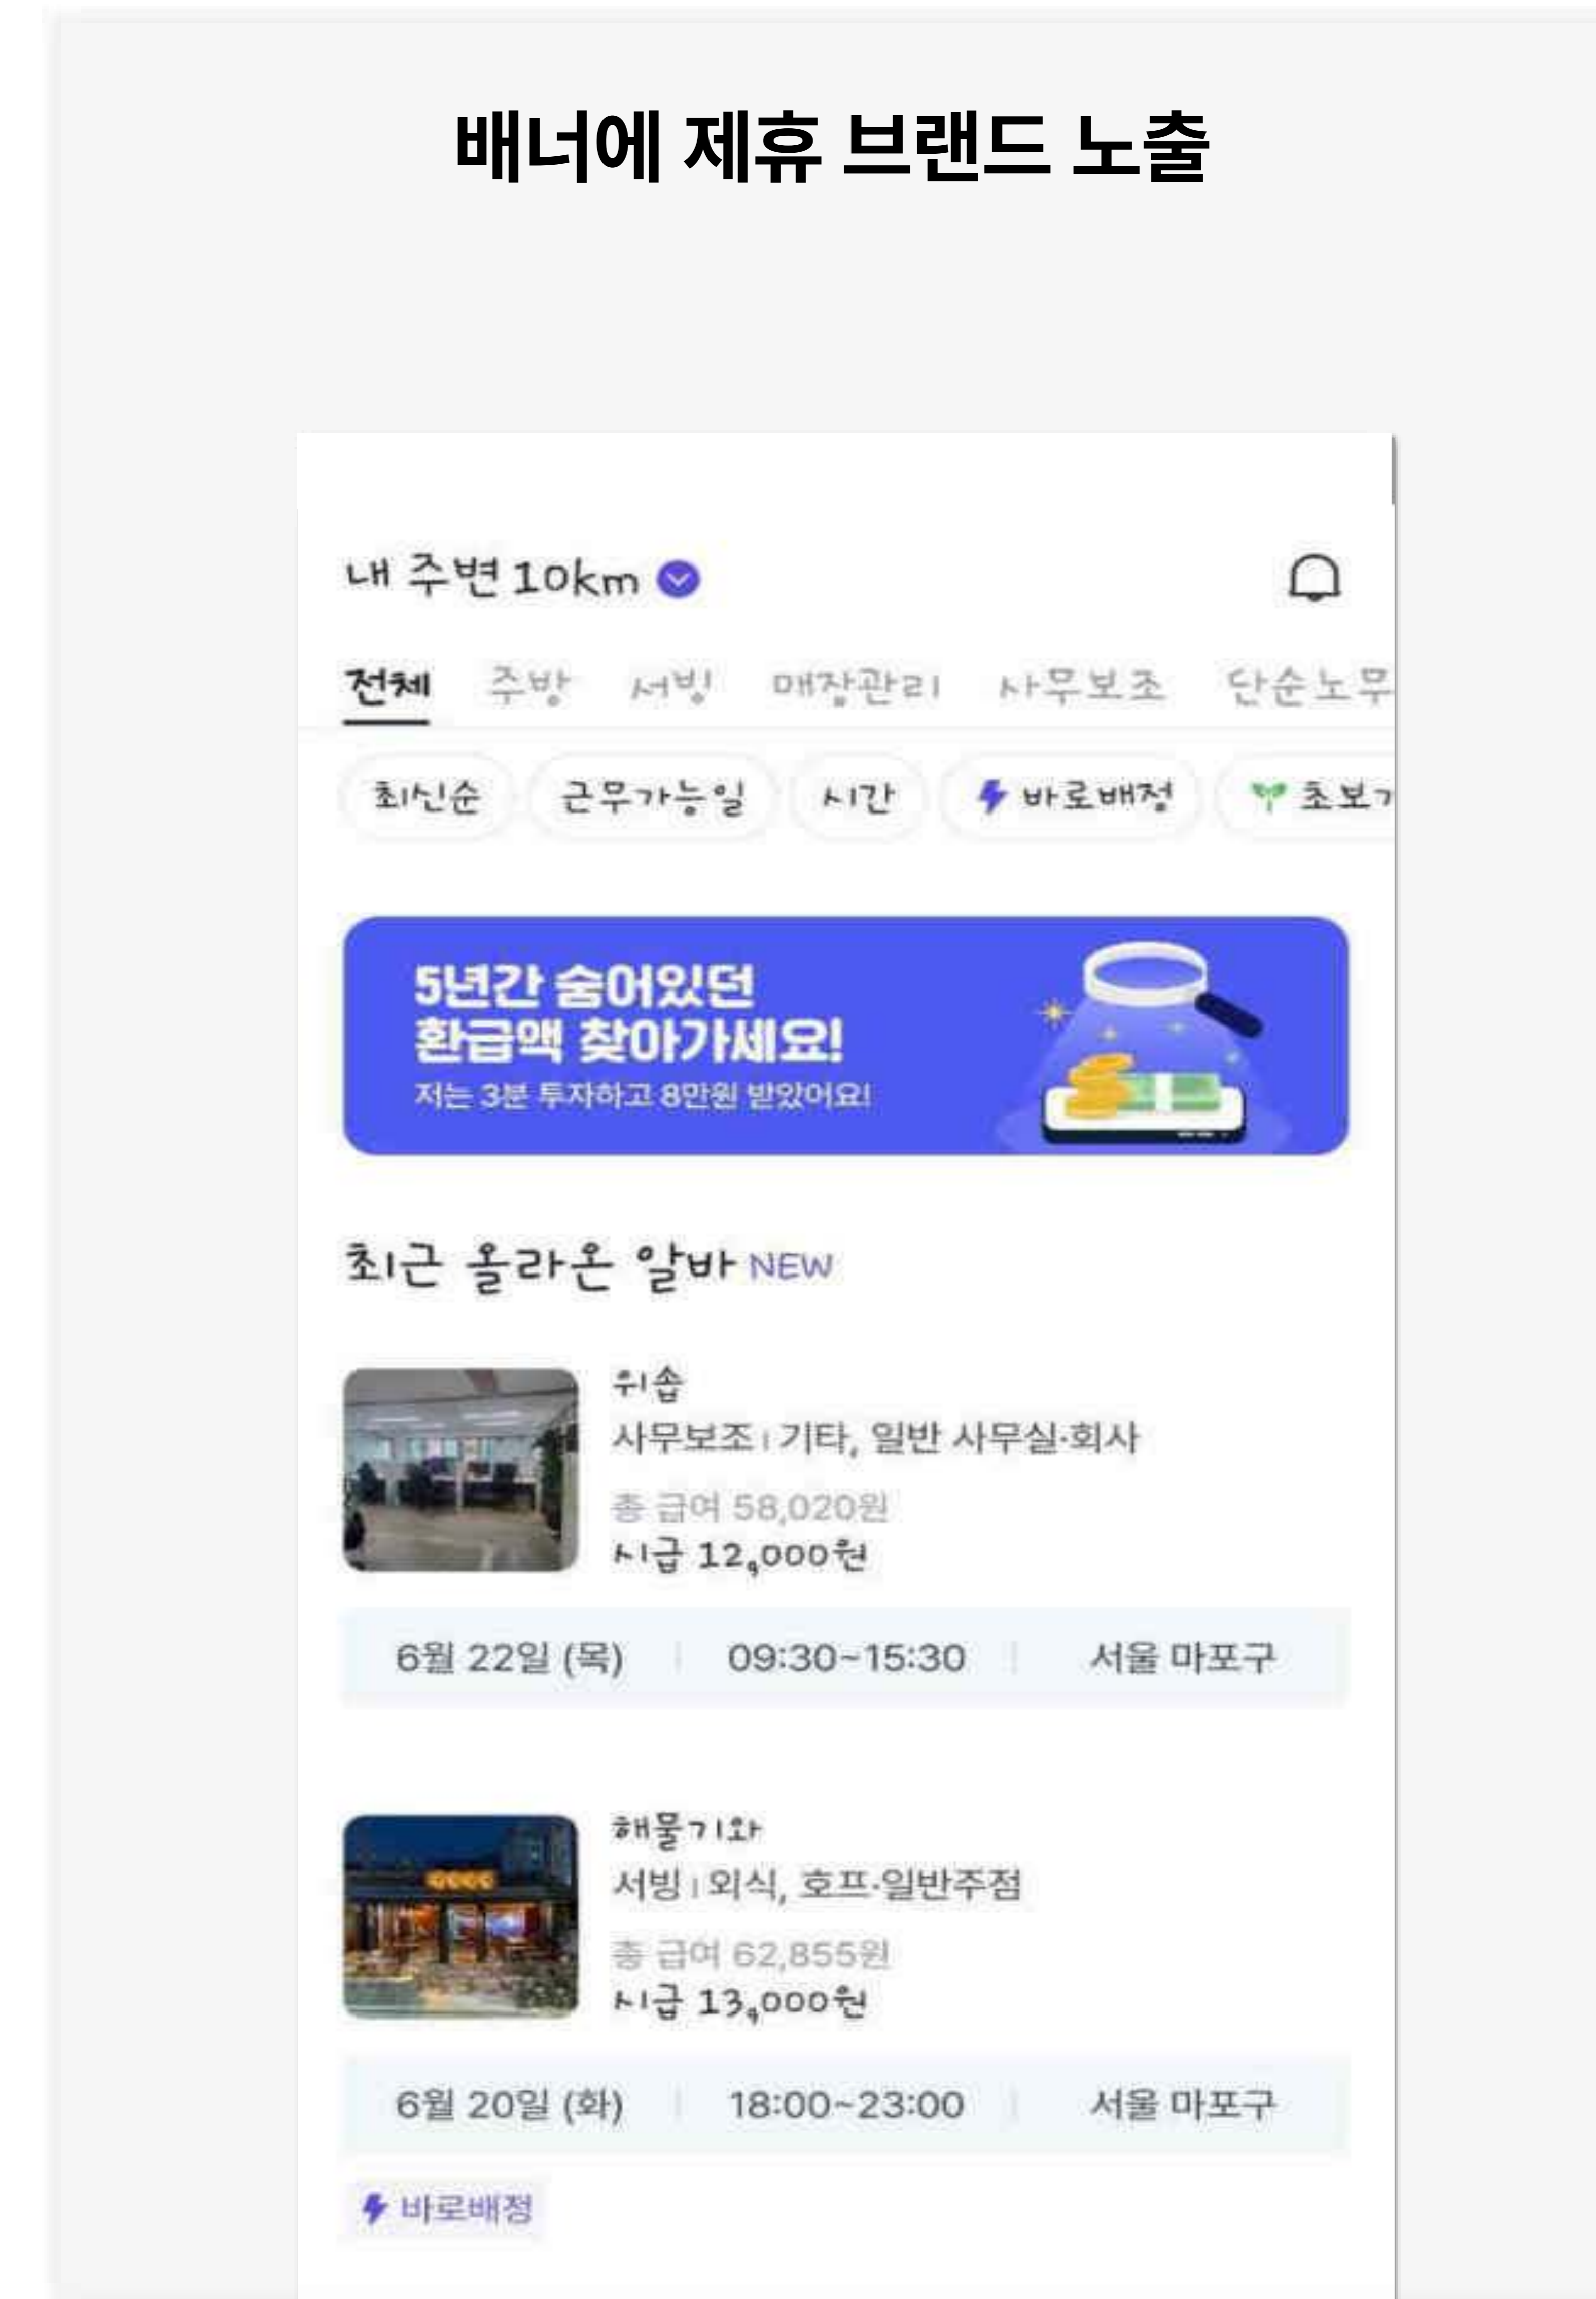 배너에 제휴 브랜드 노출
내 주변 10km
전체 주방 서빙 매장관리 사무보조 단순노무
최신순 근무가능일 시간 바로배정 초보가
5년간 숨어있던
환급액 찾아가세요!
저는 3분 투자하고 8만원 받았어요!
최근 올라온 알바 NEW
위솝
사무보조 | 기타, 일반 사무실·회사
총 급여 58,020원
시급 12,000원
6월 22일 (목) | 09:30~15:30 | 서울 마포구
해물기와
서빙 | 외식, 호프·일반주점
총 급여 62,855원
시급 13,000원
6월 20일 (화) | 18:00~23:00 | 서울 마포구
바로배정